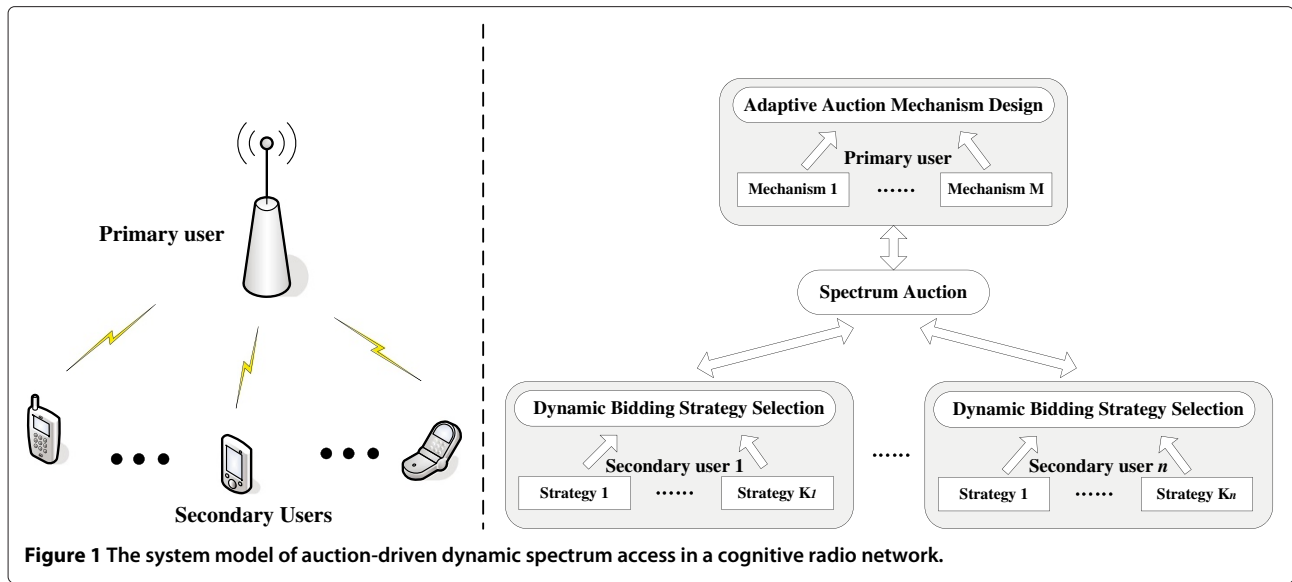 Primary user
Secondary Users
Adaptive Auction Mechanism Design
Primary user
Mechanism 1 ...... Mechanism M
Spectrum Auction
Dynamic Bidding Strategy Selection
Secondary user 1
Strategy 1 ...... Strategy K1
......
Dynamic Bidding Strategy Selection
Secondary user n
Strategy 1 ...... Strategy Kn
Figure 1 The system model of auction-driven dynamic spectrum access in a cognitive radio network.